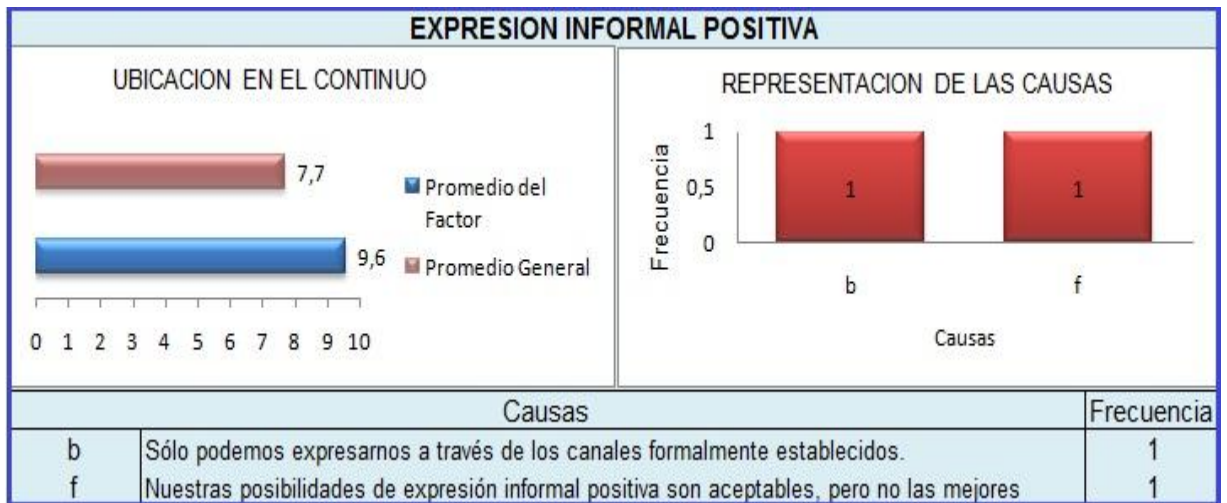 EXPRESION INFORMAL POSITIVA
UBICACION EN EL CONTINUO
7,7
9,6
Promedio del
Factor
Promedio General
0 1 2 3 4 5 6 7 8 9 10
REPRESENTACION DE LAS CAUSAS
Frecuencia
1
0,5
0
1 1
b f
Causas
Causas Frecuencia
b Sólo podemos expresarnos a través de los canales formalmente establecidos. 1
f Nuestras posibilidades de expresión informal positiva son aceptables, pero no las mejores 1